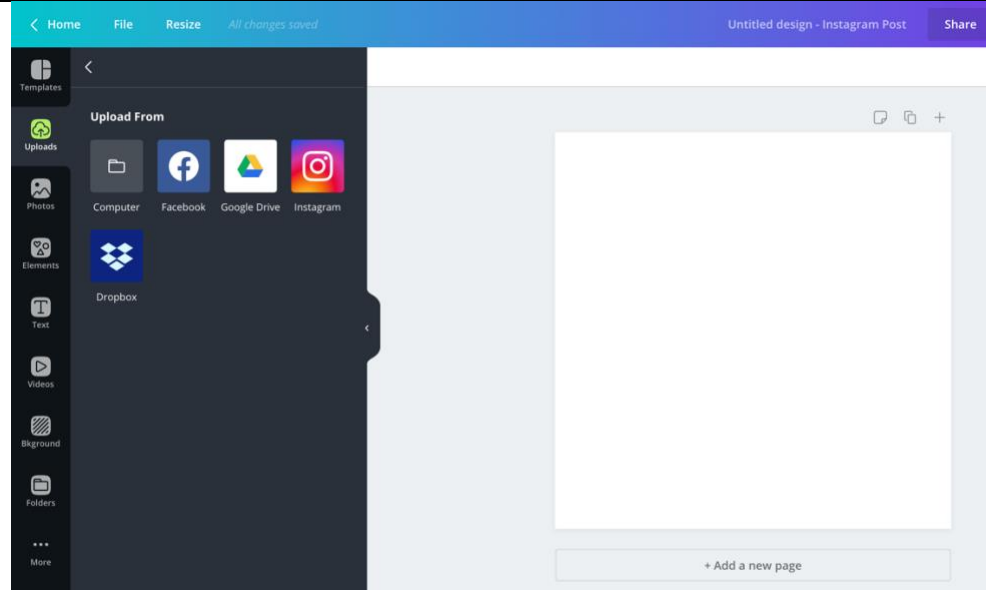 Home File Resize All changes saved Untitled design - Instagram Post Share
Templates
Uploads
Photos
Elements
Text
Videos
Bkground
Folders
More
Upload From
Computer Facebook Google Drive Instagram
Dropbox
+ Add a new page